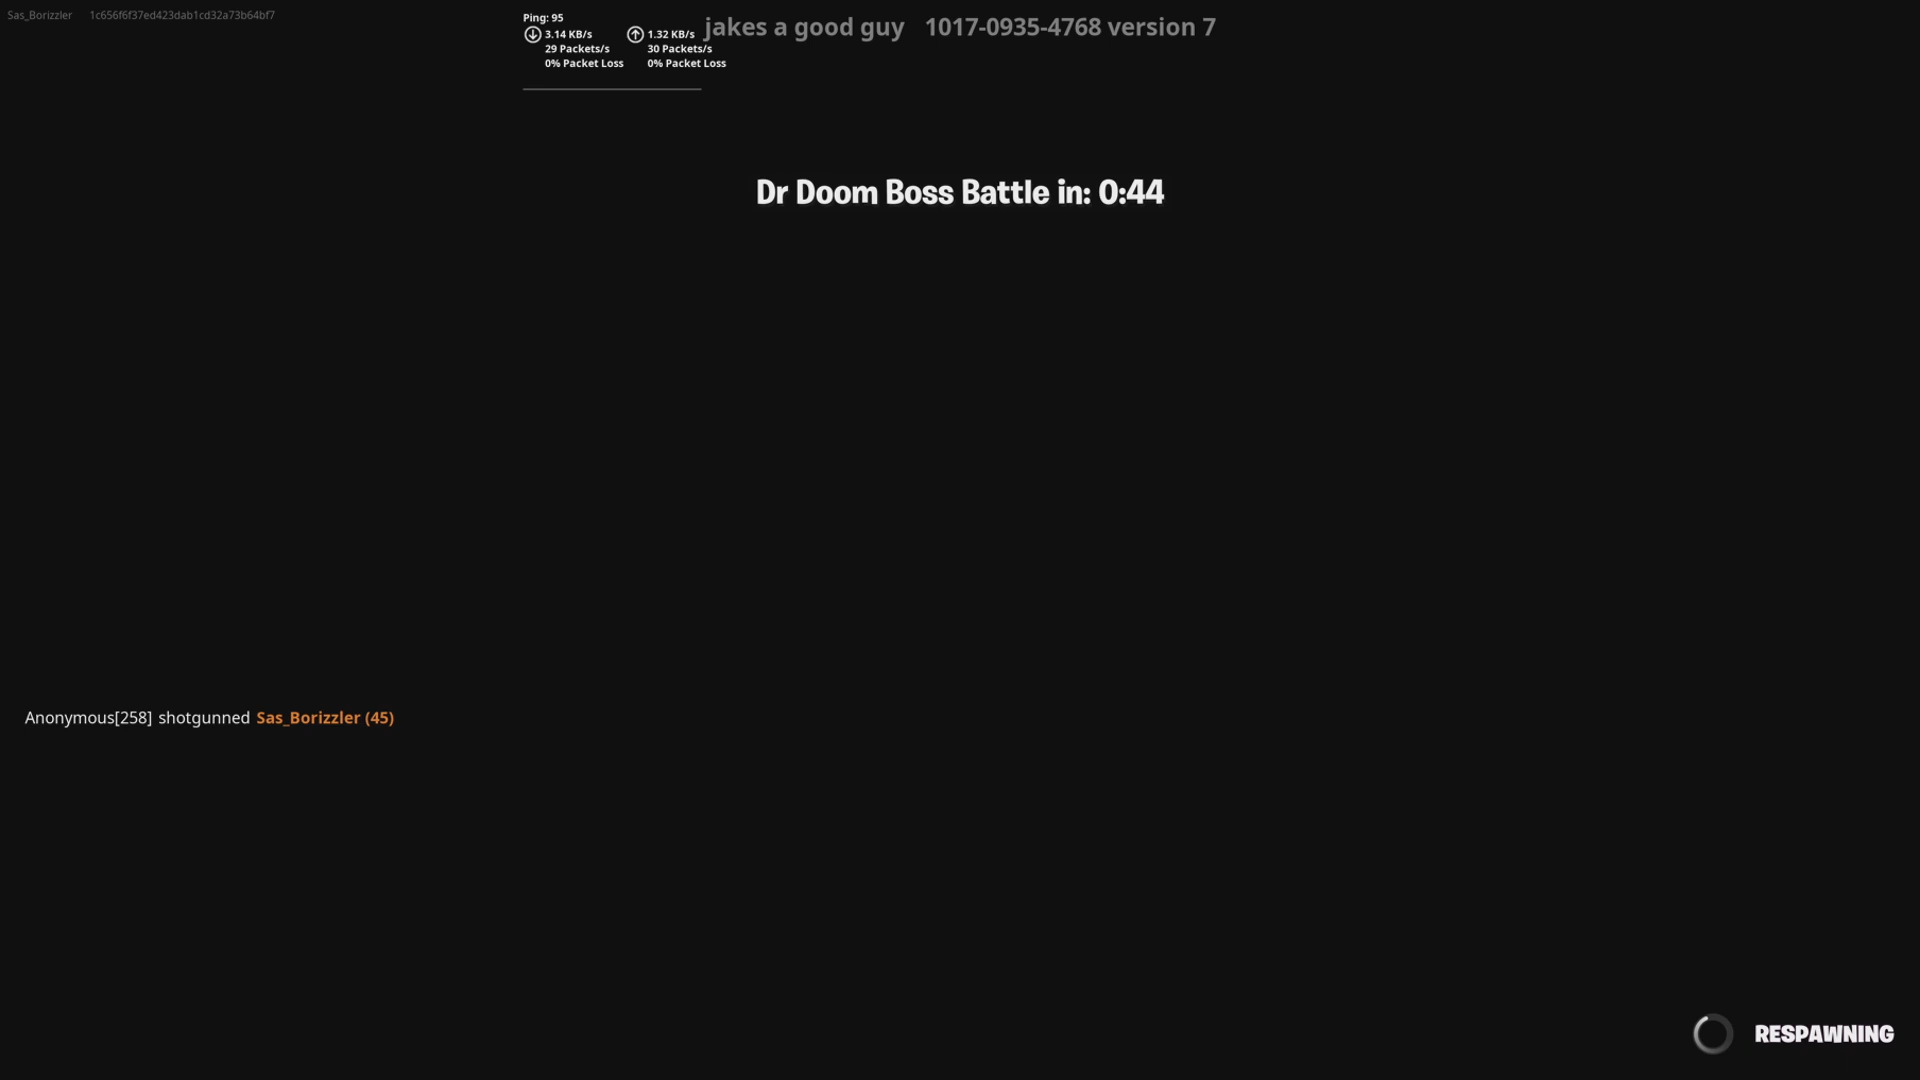 Sas_Borizzler 1c656f6f37ed423dab1cd32a73b64bf7
Ping: 95
3.14 KB/s 1.32 KB/s
29 Packets/s 30 Packets/s
0% Packet Loss 0% Packet Loss
jakes a good guy 1017-0935-4768 version 7
Dr Doom Boss Battle in: 0:44
Anonymous[258] shotgunned Sas_Borizzler (45)
RESPAWNING